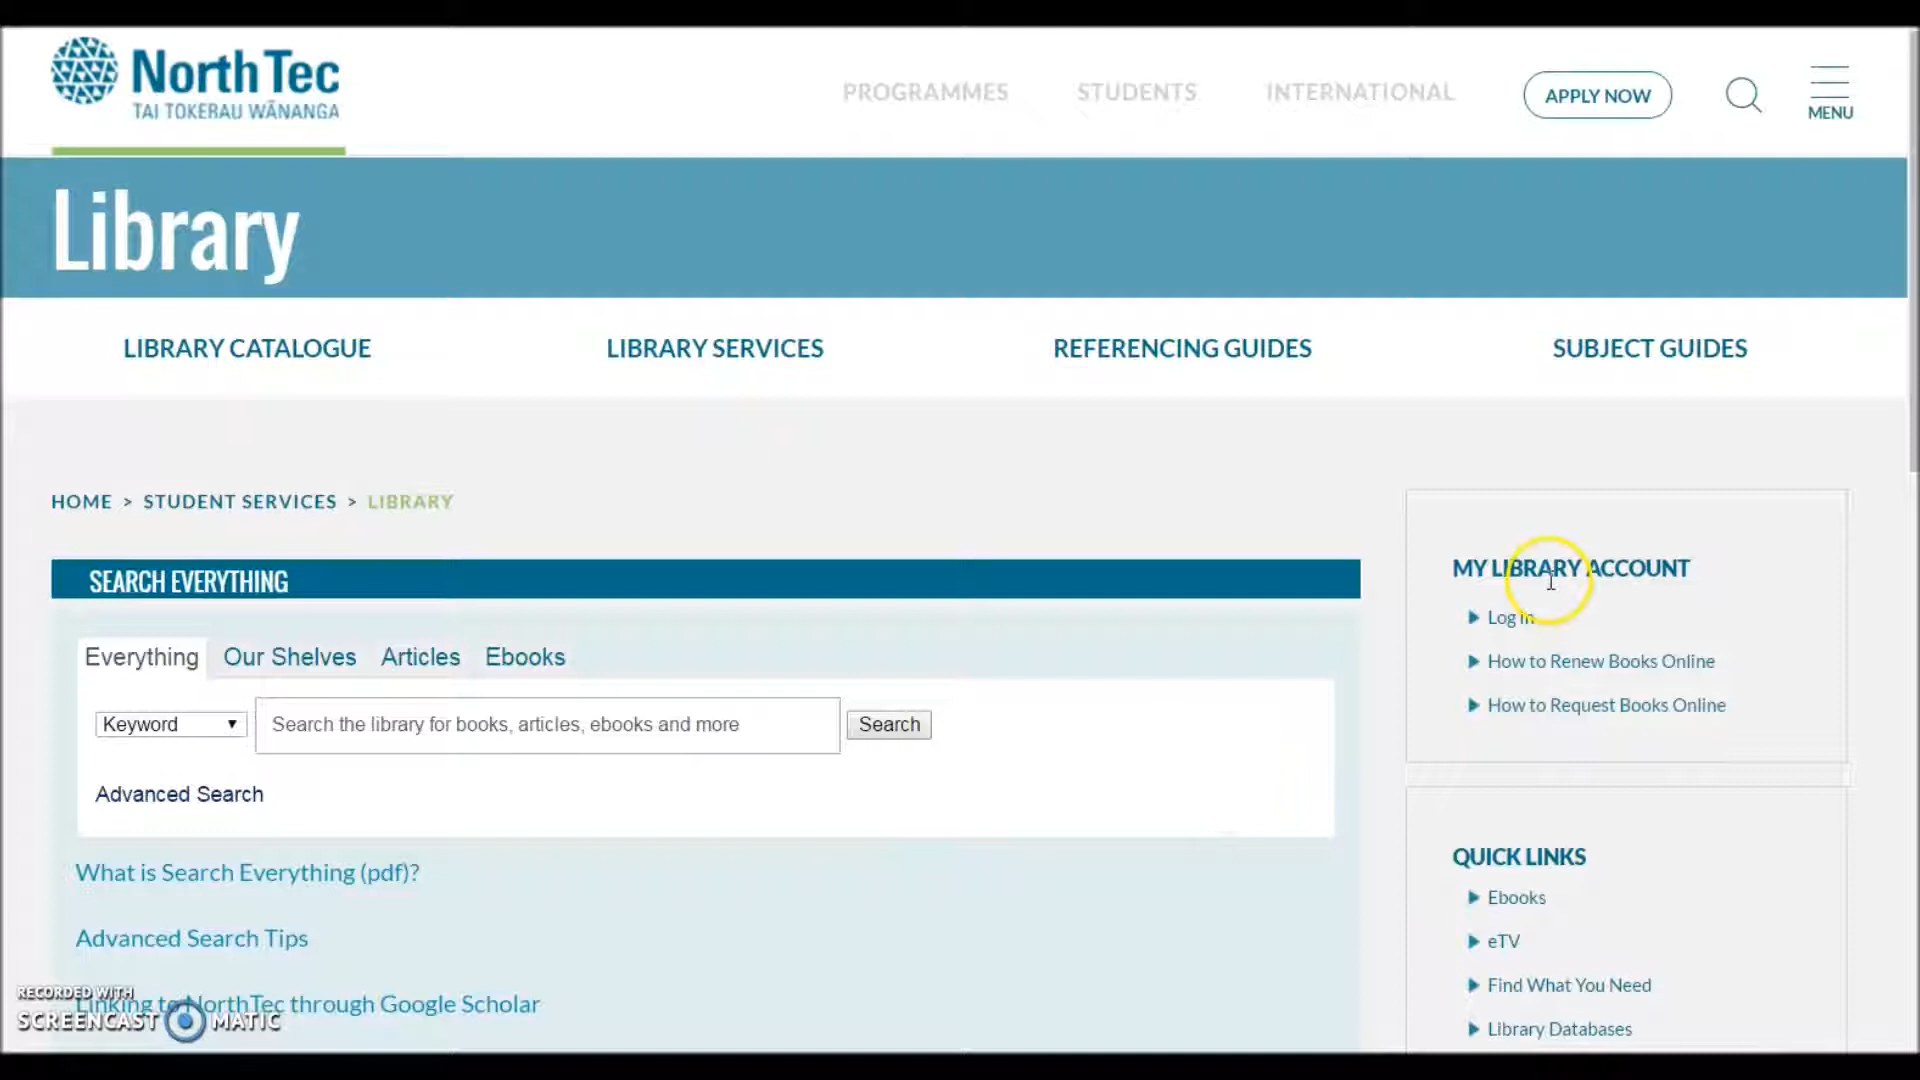 NorthTec
TAI TOKERAU WĀNANGA
PROGRAMMES
STUDENTS
INTERNATIONAL
APPLY NOW
MENU
Library
LIBRARY CATALOGUE
LIBRARY SERVICES
REFERENCING GUIDES
SUBJECT GUIDES
HOME > STUDENT SERVICES > LIBRARY
SEARCH EVERYTHING
Everything
Our Shelves
Articles
Ebooks
Keyword
Search the library for books, articles, ebooks and more
Search
Advanced Search
What is Search Everything (pdf)?
Advanced Search Tips
Linking to NorthTec through Google Scholar
MY LIBRARY ACCOUNT
Log in
How to Renew Books Online
How to Request Books Online
QUICK LINKS
Ebooks
eTV
Find What You Need
Library Databases
RECORDED WITH
SCREENCAST MATIC